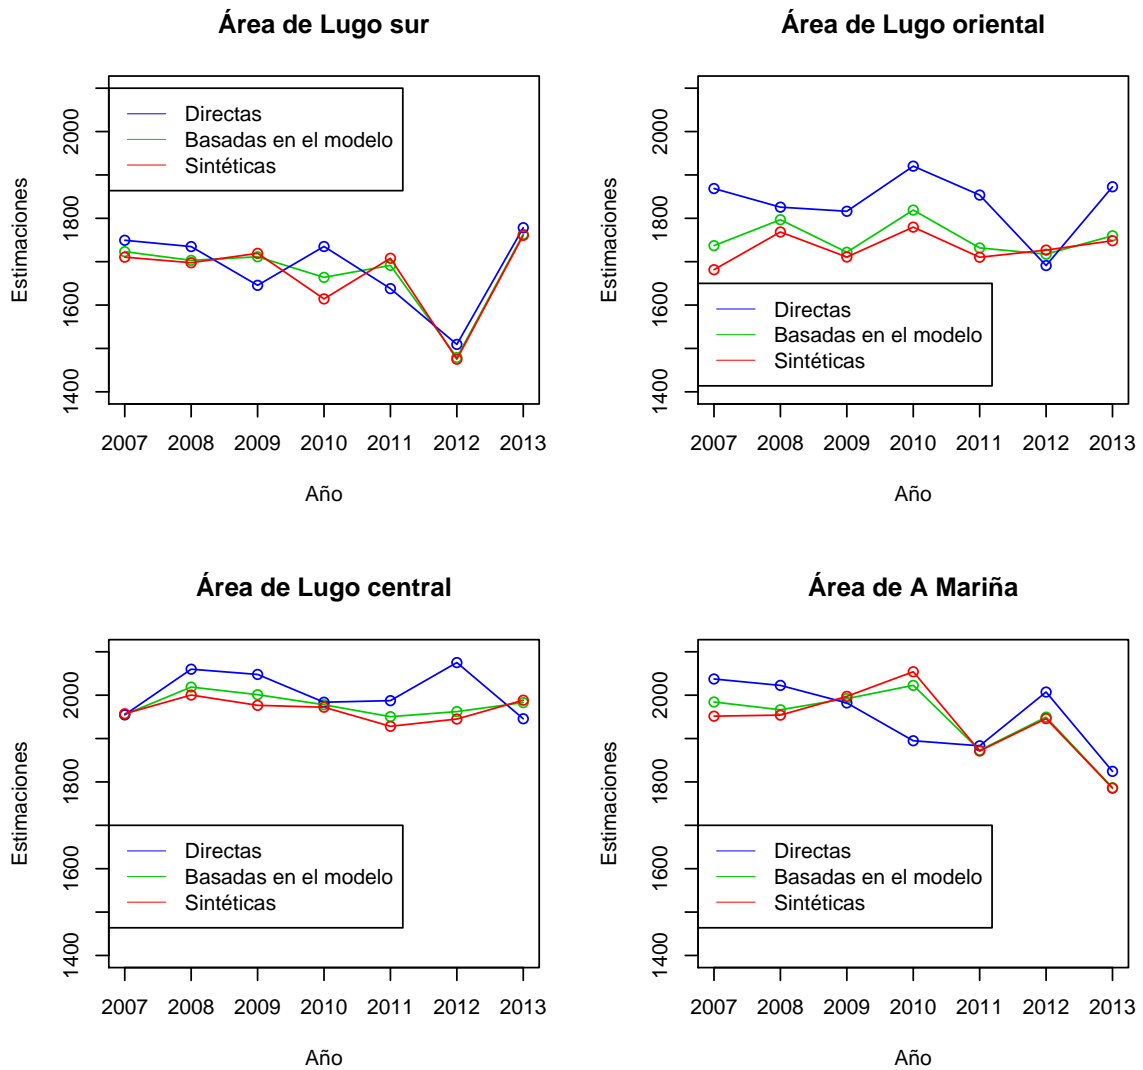 Área de Lugo sur
Estimaciones
2000
1800
1600
1400
Directas
Basadas en el modelo
Sintéticas
2007 2008 2009 2010 2011 2012 2013
Año
Área de Lugo oriental
Estimaciones
2000
1800
1600
1400
Directas
Basadas en el modelo
Sintéticas
2007 2008 2009 2010 2011 2012 2013
Año
Área de Lugo central
Estimaciones
2000
1800
1600
1400
Directas
Basadas en el modelo
Sintéticas
2007 2008 2009 2010 2011 2012 2013
Año
Área de A Mariña
Estimaciones
2000
1800
1600
1400
Directas
Basadas en el modelo
Sintéticas
2007 2008 2009 2010 2011 2012 2013
Año